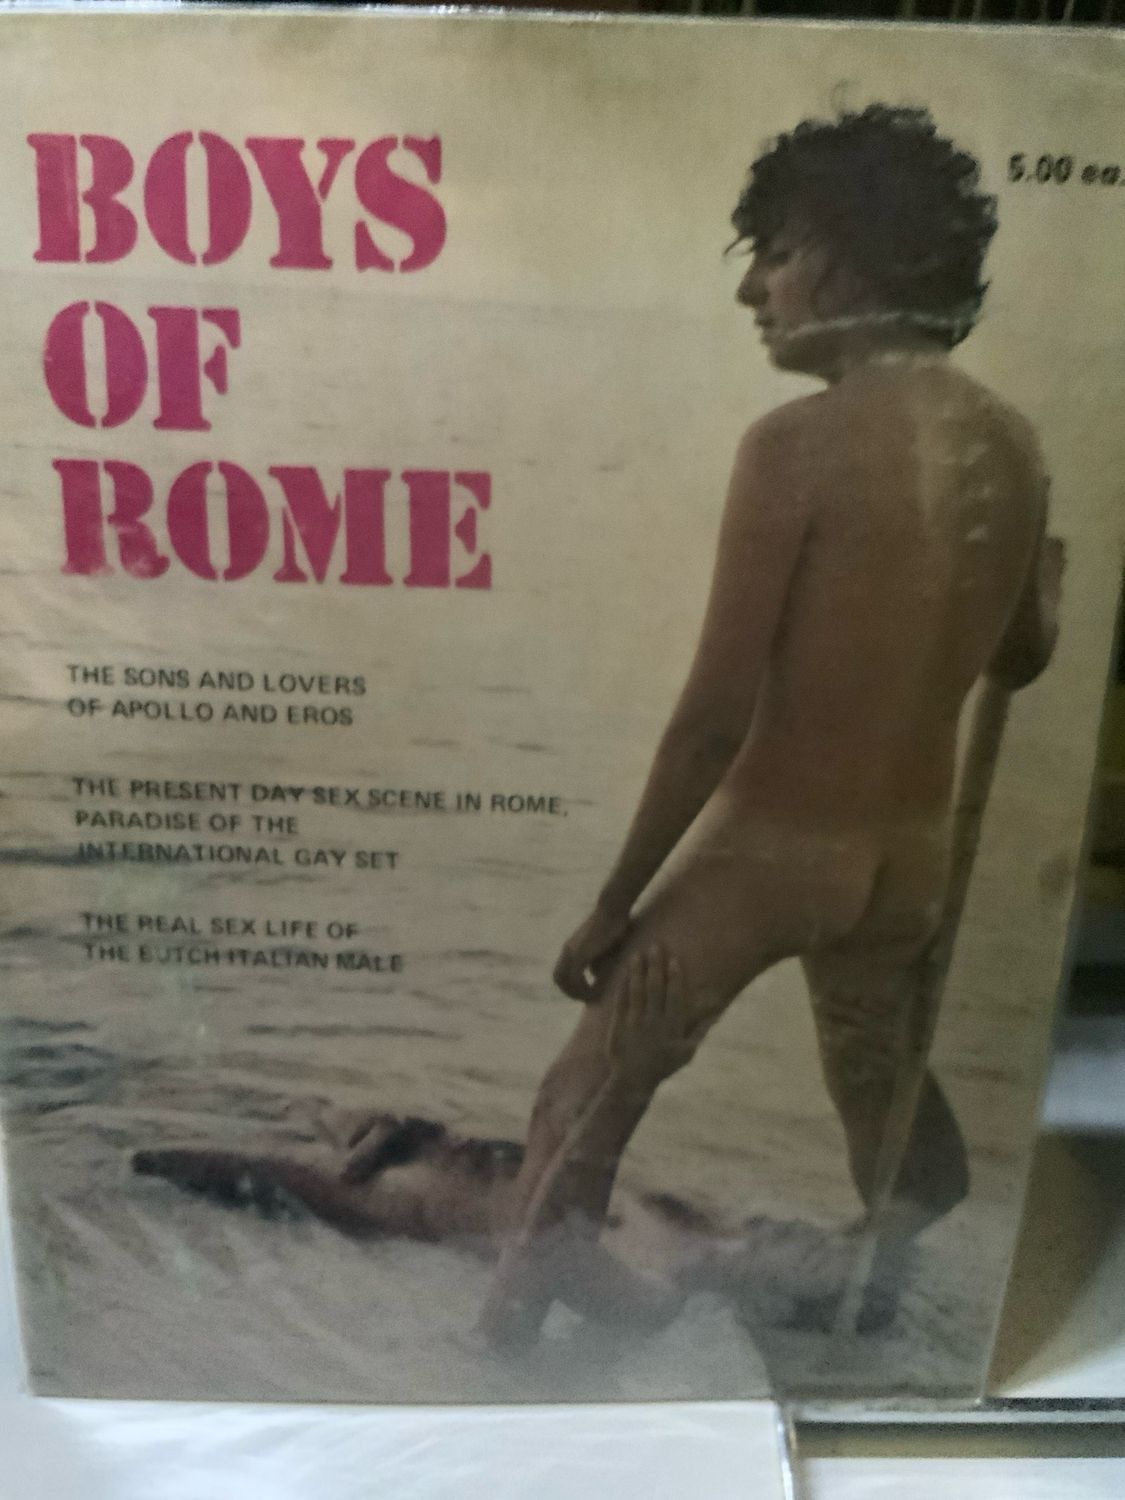 BOYS
OF
ROME
5.00 ea.
THE SONS AND LOVERS
OF APOLLO AND EROS
THE PRESENT DAY SEX SCENE IN ROME,
PARADISE OF THE
INTERNATIONAL GAY SET
THE REAL SEX LIFE OF
THE BUTCH ITALIAN MALE